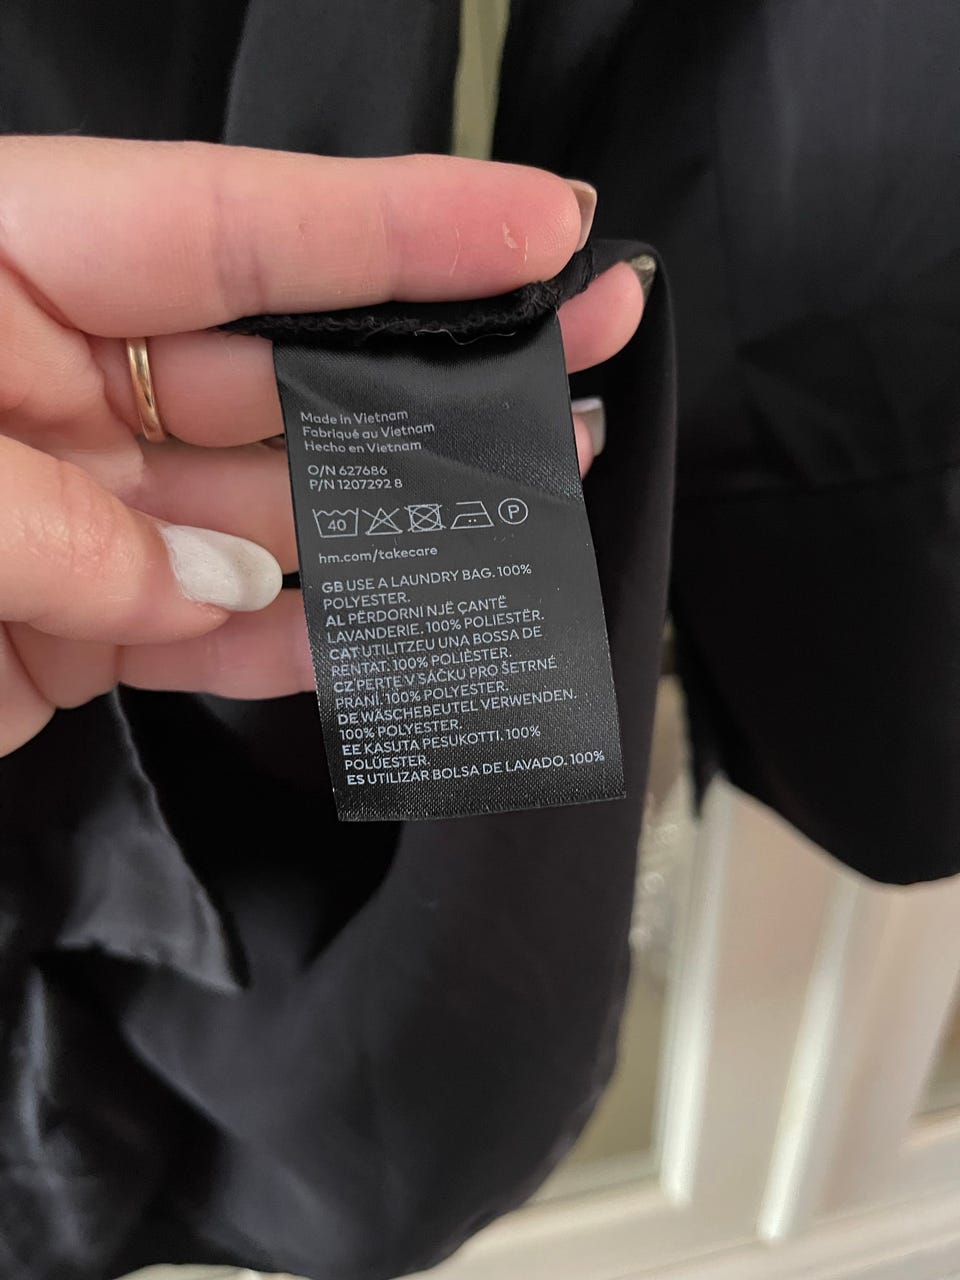 Made in Vietnam
Fabriqué au Vietnam
Hecho en Vietnam
O/N 627686
P/N 1207292 8
40
P
hm.com/takecare
GB USE A LAUNDRY BAG. 100%
POLYESTER.
AL PËRDORNI NJË ÇANTË
LAVANDERIE. 100% POLIESTËR.
CAT UTILITZEU UNA BOSSA DE
RENTAT. 100% POLIÈSTER.
CZ PERTE V SÁČKU PRO ŠETRNÉ
PRANÍ. 100% POLYESTER.
DE WÄSCHEBEUTEL VERWENDEN.
100% POLYESTER.
EE KASUTA PESUKOTTI. 100%
POLÜESTER.
ES UTILIZAR BOLSA DE LAVADO. 100%